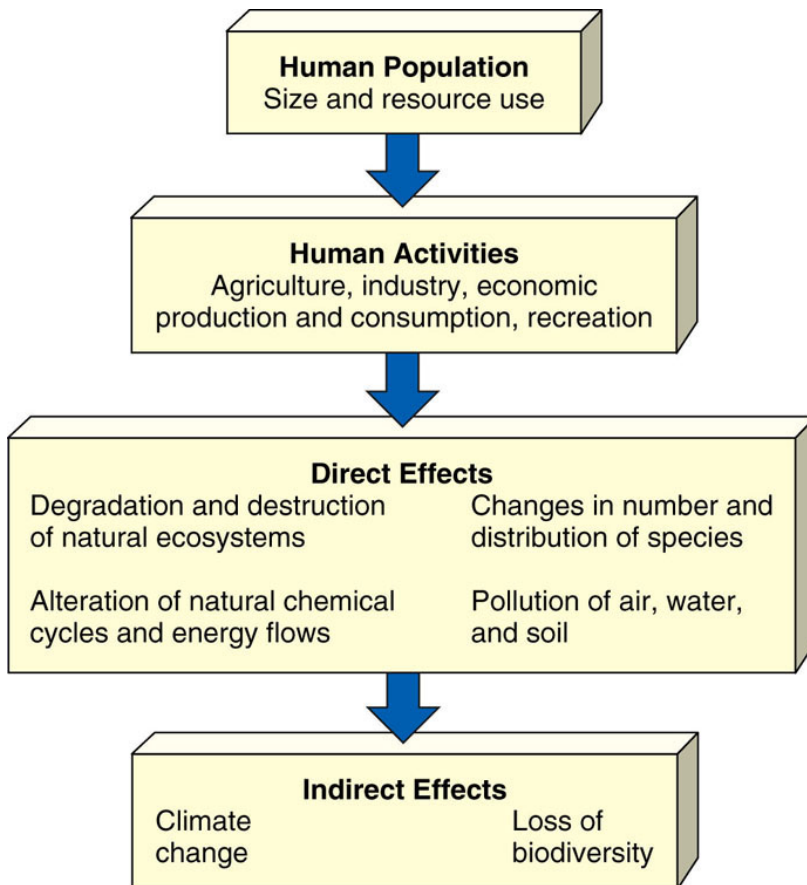 Human Population
Size and resource use
Human Activities
Agriculture, industry, economic
production and consumption, recreation
Direct Effects
Degradation and destruction
of natural ecosystems
Changes in number and
distribution of species
Alteration of natural chemical
cycles and energy flows
Pollution of air, water,
and soil
Indirect Effects
Climate
change
Loss of
biodiversity